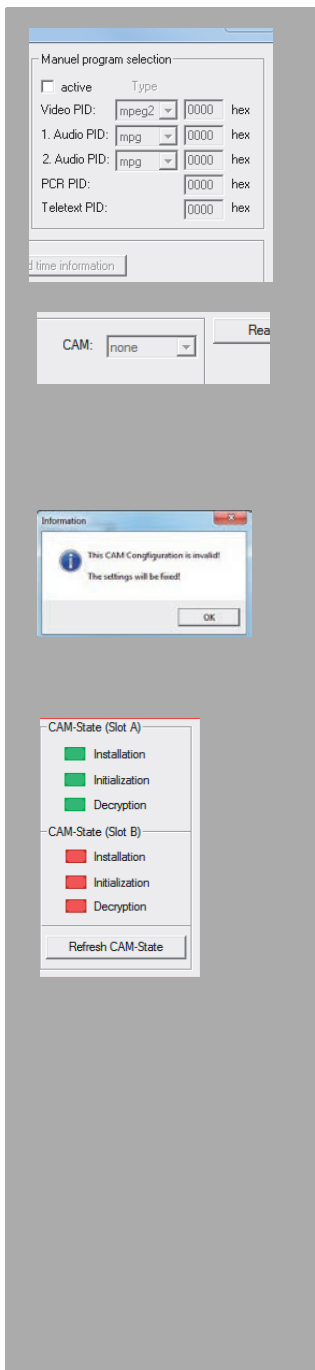 Manuel program selection
active Type
Video PID: mpeg2 0000 hex
1. Audio PID: mpg 0000 hex
2. Audio PID: mpg 0000 hex
PCR PID: 0000 hex
Teletext PID: 0000 hex
d time information
CAM: none
Rea
Information
This CAM Congfiguration is invalid!
The settings will be fixed!
OK
CAM-State (Slot A)
Installation
Initialization
Decryption
CAM-State (Slot B)
Installation
Initialization
Decryption
Refresh CAM-State